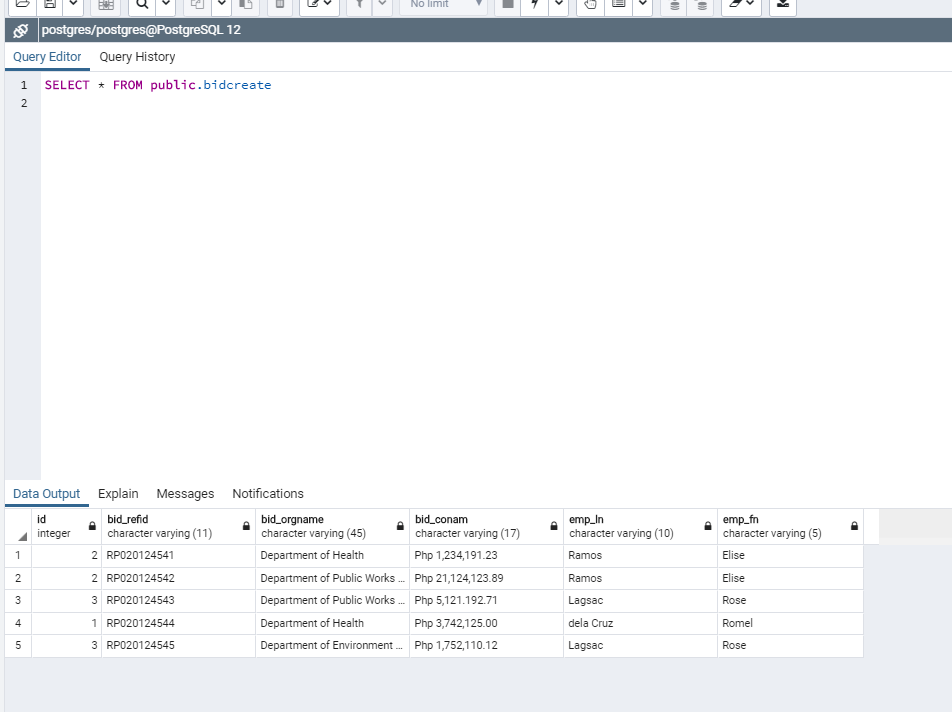 No limit
postgres/postgres@PostgreSQL 12
Query Editor Query History
1 SELECT * FROM public.bidcreate
2
Data Output Explain Messages Notifications
id bid_refid bid_orgname bid_conam emp_ln emp_fn
integer character varying (11) character varying (45) character varying (17) character varying (10) character varying (5)
1 2 RP020124541 Department of Health Php 1,234,191.23 Ramos Elise
2 2 RP020124542 Department of Public Works ... Php 21,124,123.89 Ramos Elise
3 3 RP020124543 Department of Public Works ... Php 5,121.192.71 Lagsac Rose
4 1 RP020124544 Department of Health Php 3,742,125.00 dela Cruz Romel
5 3 RP020124545 Department of Environment ... Php 1,752,110.12 Lagsac Rose